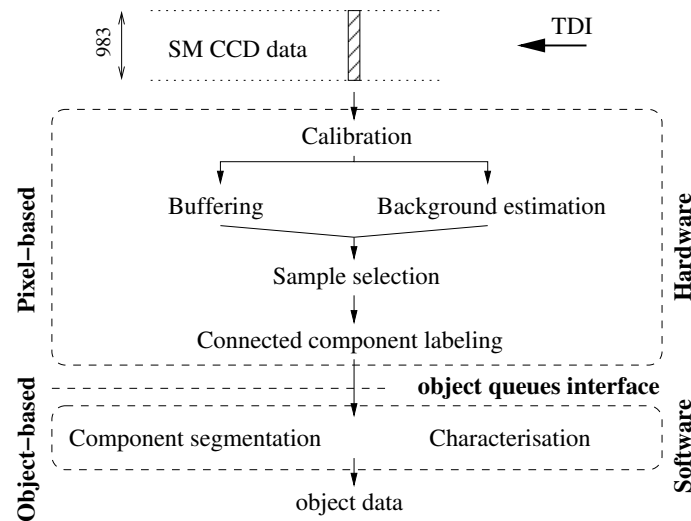 983
SM CCD data
TDI
Calibration
Buffering
Background estimation
Sample selection
Connected component labeling
Pixel−based
Hardware
object queues interface
Component segmentation
Characterisation
Object−based
Software
object data